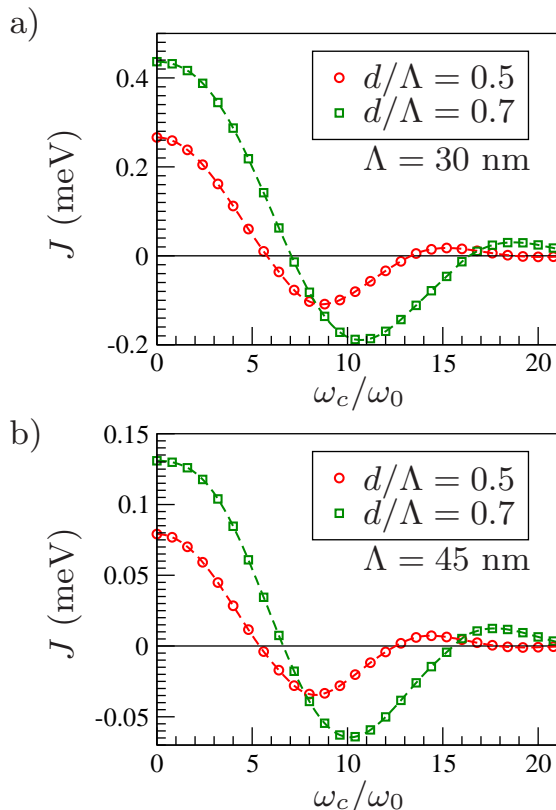 a)
d/Λ = 0.5
d/Λ = 0.7
Λ = 30 nm
J (meV)
0.4
0.2
0
-0.2
0 5 10 15 20
ω_c/ω_0
b)
d/Λ = 0.5
d/Λ = 0.7
Λ = 45 nm
J (meV)
0.15
0.1
0.05
0
-0.05
0 5 10 15 20
ω_c/ω_0